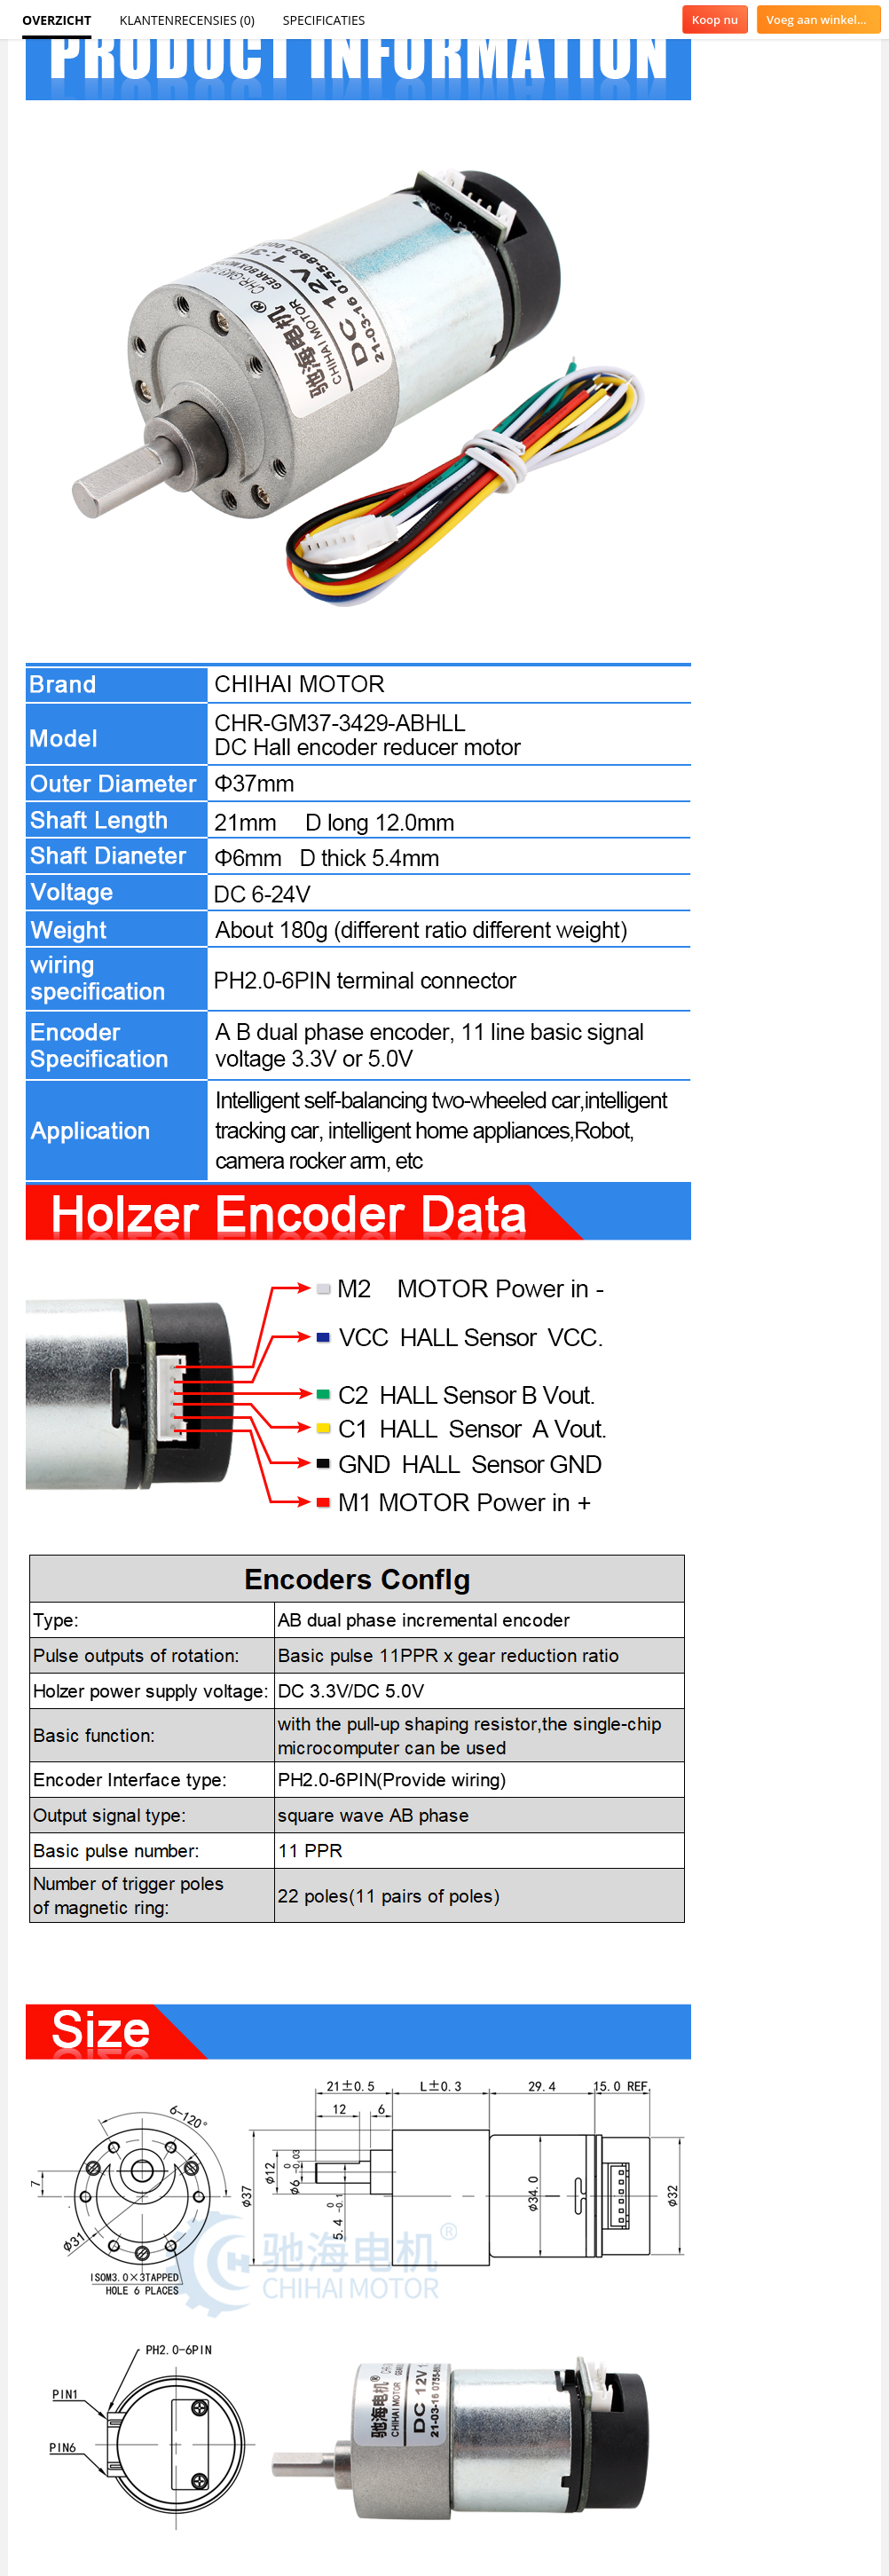 OVERZICHT
KLANTENRECENSIES (0)
SPECIFICATIES
Koop nu
Voeg aan winkel...
PRODUCT INFORMATION
驰海电机®
CHIHAI MOTOR
GEAR BOX MOTOR
DC 12V 1:30
21-03-16 0755-8932
Brand CHIHAI MOTOR
Model CHR-GM37-3429-ABHLL
DC Hall encoder reducer motor
Outer Diameter Φ37mm
Shaft Length 21mm D long 12.0mm
Shaft Dianeter Φ6mm D thick 5.4mm
Voltage DC 6-24V
Weight About 180g (different ratio different weight)
wiring
specification PH2.0-6PIN terminal connector
Encoder
Specification A B dual phase encoder, 11 line basic signal
voltage 3.3V or 5.0V
Application Intelligent self-balancing two-wheeled car,intelligent
tracking car, intelligent home appliances,Robot,
camera rocker arm, etc
Holzer Encoder Data
M2 MOTOR Power in -
VCC HALL Sensor VCC.
C2 HALL Sensor B Vout.
C1 HALL Sensor A Vout.
GND HALL Sensor GND
M1 MOTOR Power in +
Encoders ConfIg
Type: AB dual phase incremental encoder
Pulse outputs of rotation: Basic pulse 11PPR x gear reduction ratio
Holzer power supply voltage: DC 3.3V/DC 5.0V
Basic function: with the pull-up shaping resistor,the single-chip
microcomputer can be used
Encoder Interface type: PH2.0-6PIN(Provide wiring)
Output signal type: square wave AB phase
Basic pulse number: 11 PPR
Number of trigger poles
of magnetic ring: 22 poles(11 pairs of poles)
Size
21±0.5 L±0.3 29.4 15.0 REF.
12 6
6-120°
7
Φ31
ISOM3.0×3TAPPED
HOLE 6 PLACES
Φ37
Φ12
Φ6 0 -0.03
5.4 0 -0.1
Φ34.0
Φ32
驰海电机®
CHIHAI MOTOR
PH2.0-6PIN
PIN1
PIN6
驰海电机®
CHIHAI MOTOR
DC 12V 1
21-03-16 0755-893